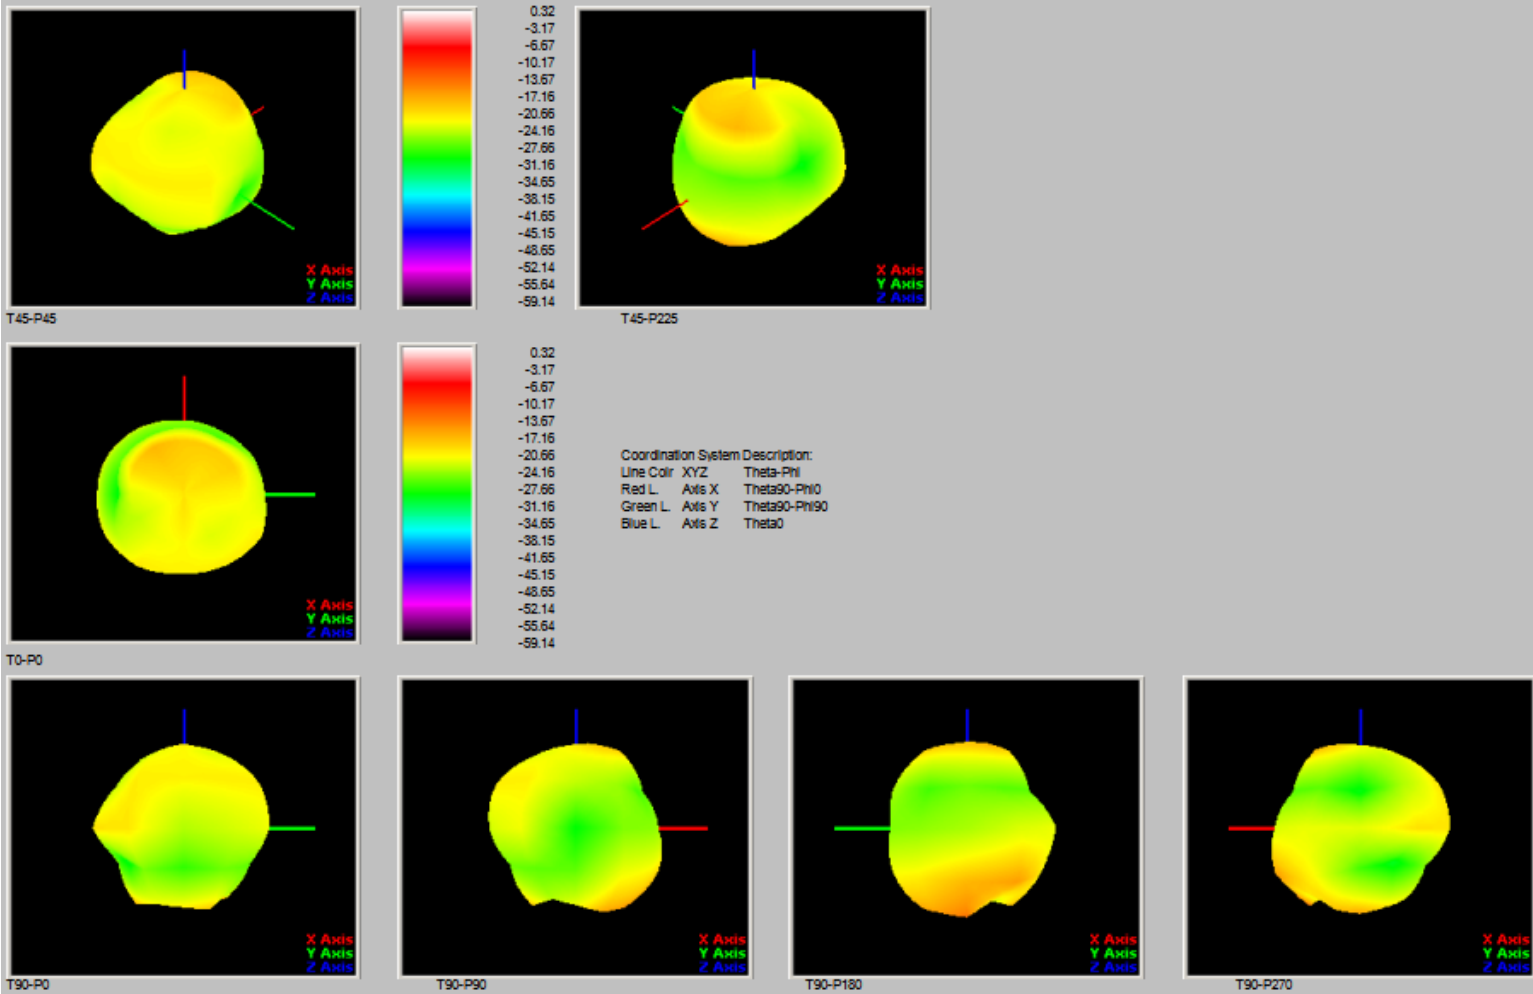 0.32
-3.17
-6.67
-10.17
-13.67
-17.16
-20.66
-24.16
-27.66
-31.16
-34.65
-38.15
-41.65
-45.15
-48.65
-52.14
-55.64
-59.14
X Axis
Y Axis
Z Axis
X Axis
Y Axis
Z Axis
T45-P45
T45-P225
0.32
-3.17
-6.67
-10.17
-13.67
-17.16
-20.66
-24.16
-27.66
-31.16
-34.65
-38.15
-41.65
-45.15
-48.65
-52.14
-55.64
-59.14
Coordination System Description:
Line Colr XYZ Theta-Phi
Red L. Axis X Theta90-Phi0
Green L. Axis Y Theta90-Phi90
Blue L. Axis Z Theta0
X Axis
Y Axis
Z Axis
T0-P0
X Axis
Y Axis
Z Axis
X Axis
Y Axis
Z Axis
X Axis
Y Axis
Z Axis
X Axis
Y Axis
Z Axis
T90-P0
T90-P90
T90-P180
T90-P270